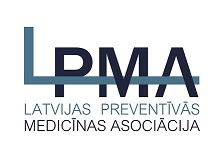 LPMA
LATVIJAS PREVENTĪVĀS
MEDICĪNAS ASOCIĀCIJA